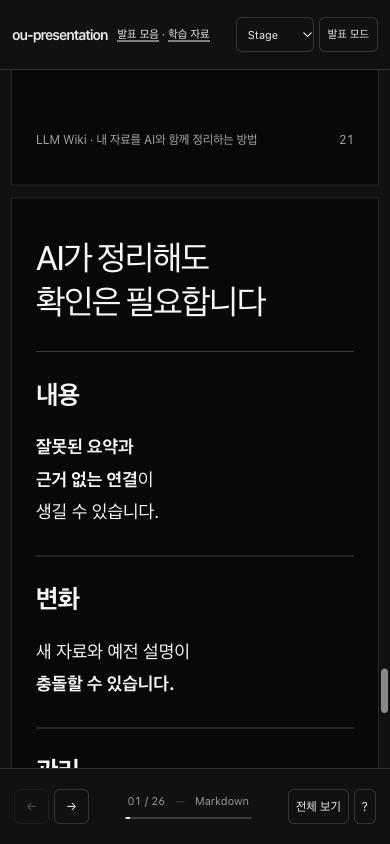 ou-presentation 발표 모음 · 학습 자료 Stage 발표 모드
LLM Wiki · 내 자료를 AI와 함께 정리하는 방법 21
AI가 정리해도
확인은 필요합니다
내용
잘못된 요약과
근거 없는 연결이
생길 수 있습니다.
변화
새 자료와 예전 설명이
충돌할 수 있습니다.
← → 01 / 26 — Markdown 전체 보기 ?